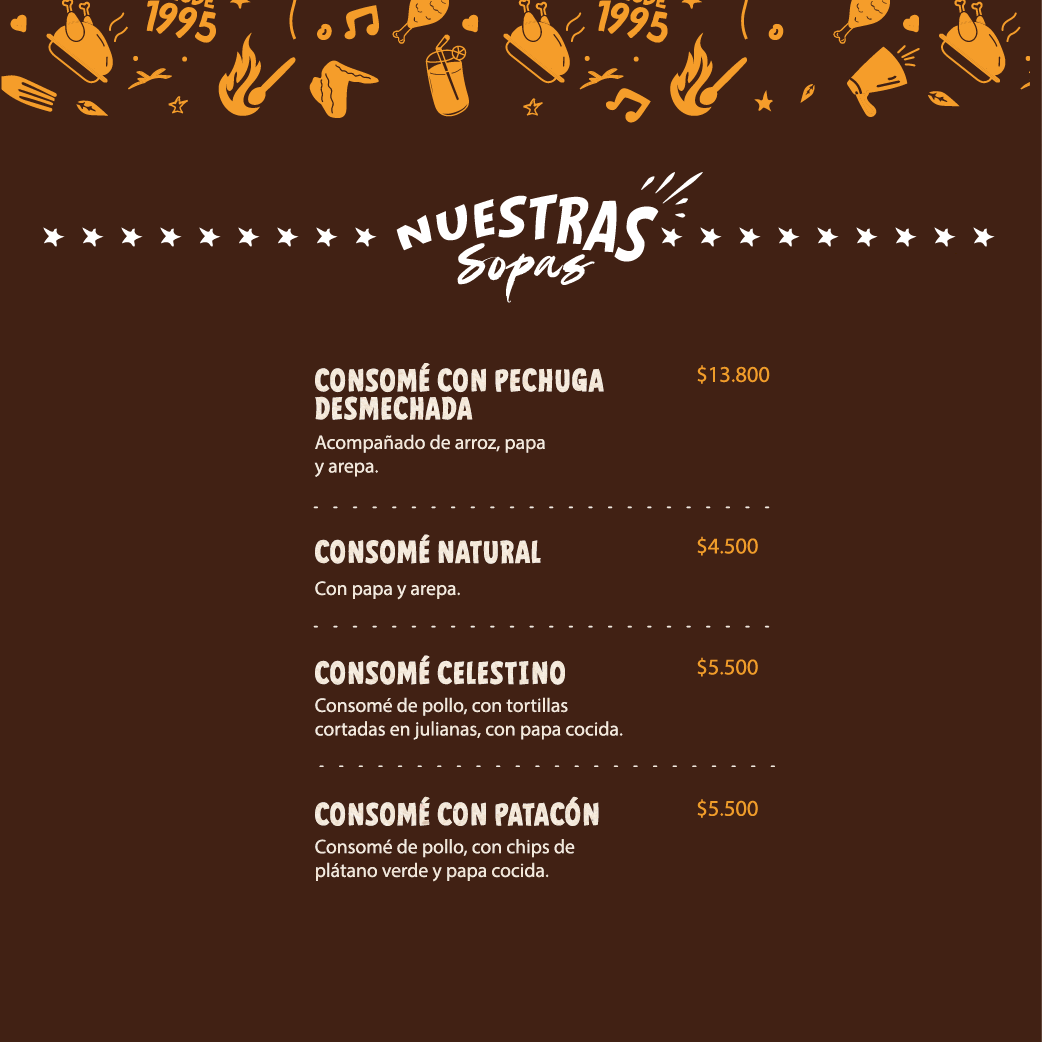 1995
1995
NUESTRAS
Sopas
CONSOMÉ CON PECHUGA
DESMECHADA
$13.800
Acompañado de arroz, papa
y arepa.
CONSOMÉ NATURAL
$4.500
Con papa y arepa.
CONSOMÉ CELESTINO
$5.500
Consomé de pollo, con tortillas
cortadas en julianas, con papa cocida.
CONSOMÉ CON PATACÓN
$5.500
Consomé de pollo, con chips de
plátano verde y papa cocida.